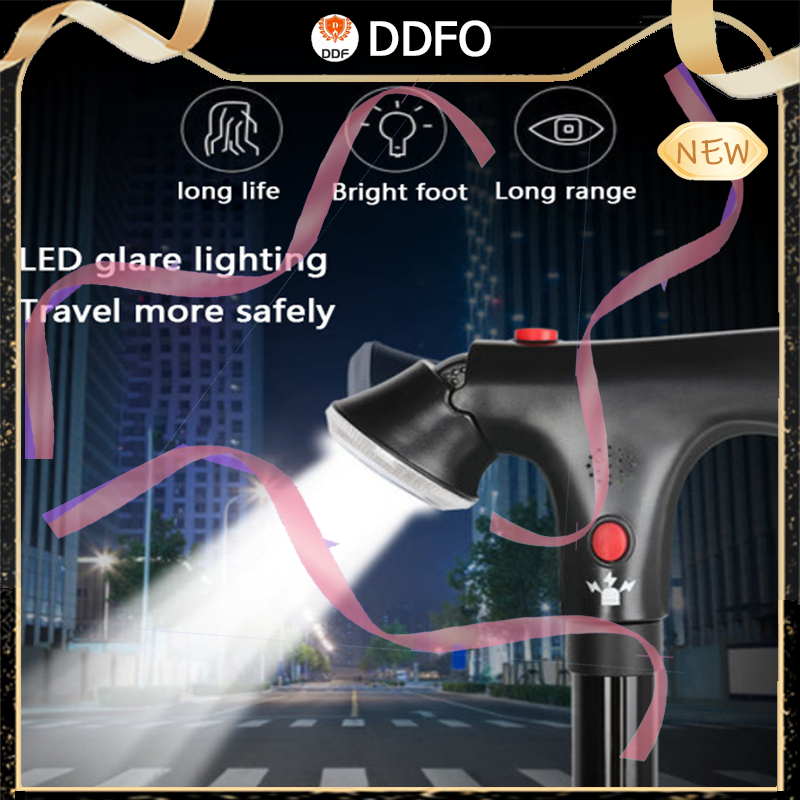 DDF
DDFO
NEW
long life
Bright foot
Long range
LED glare lighting
Travel more safely